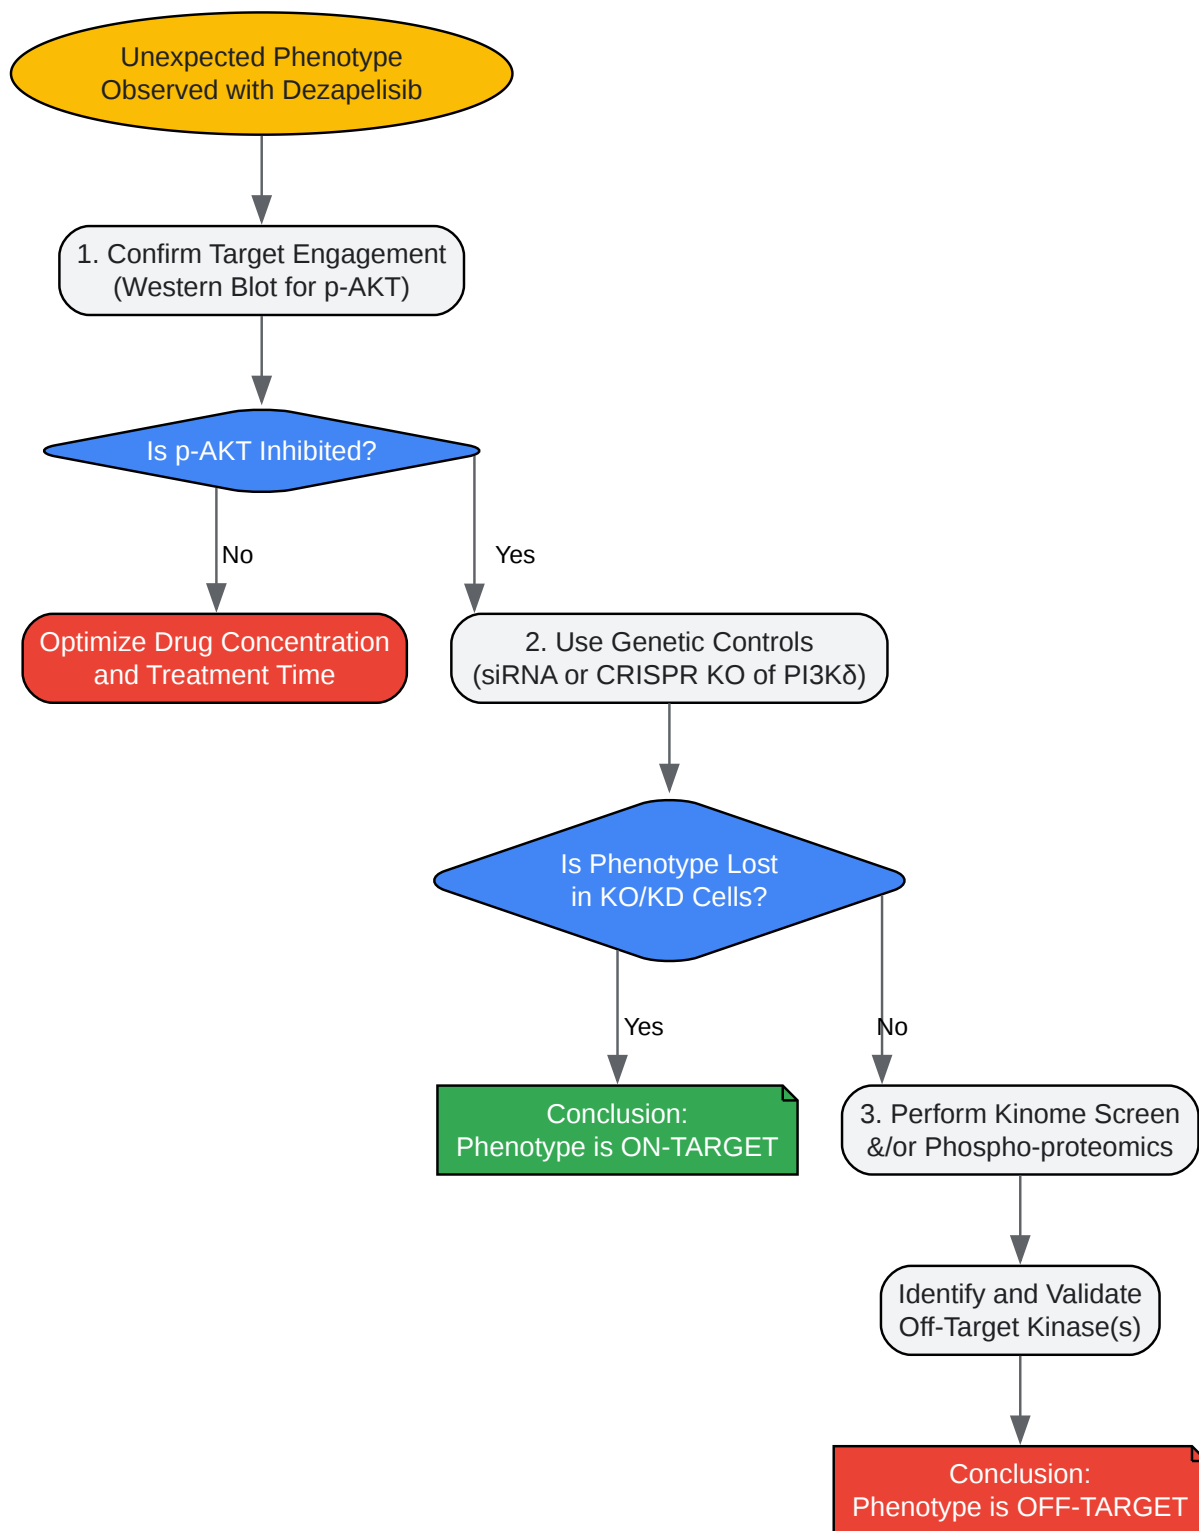 Unexpected Phenotype
Observed with Dezapelisib
1. Confirm Target Engagement
(Western Blot for p-AKT)
Is p-AKT Inhibited?
No
Yes
Optimize Drug Concentration
and Treatment Time
2. Use Genetic Controls
(siRNA or CRISPR KO of PI3Kδ)
Is Phenotype Lost
in KO/KD Cells?
Yes
No
Conclusion:
Phenotype is ON-TARGET
3. Perform Kinome Screen
&/or Phospho-proteomics
Identify and Validate
Off-Target Kinase(s)
Conclusion:
Phenotype is OFF-TARGET